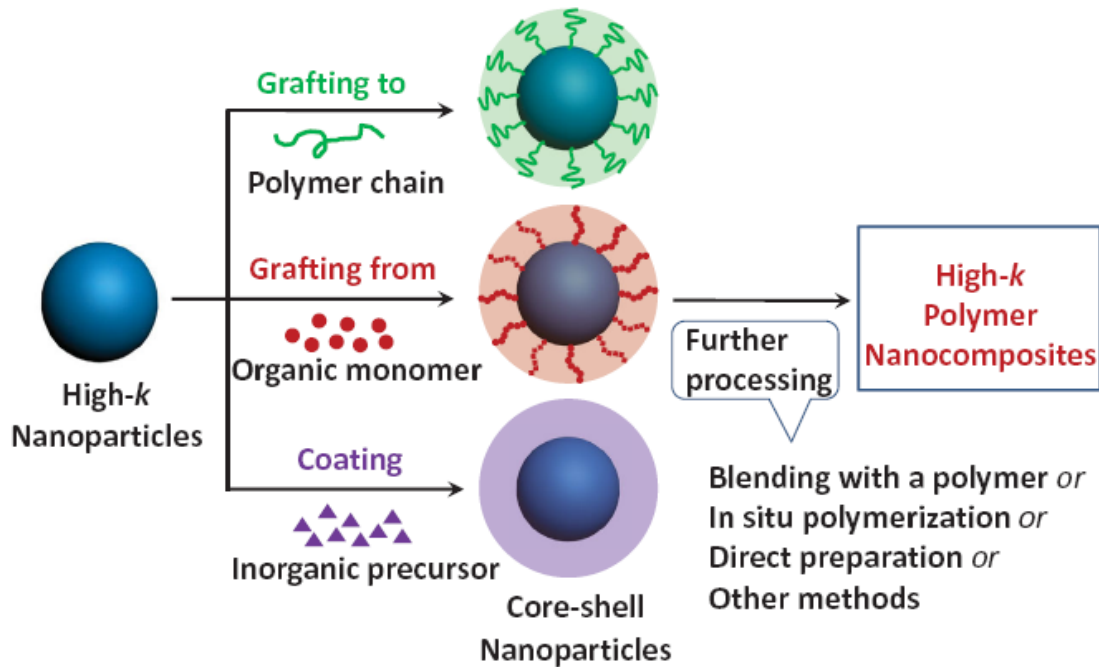 Grafting to
Polymer chain
Grafting from
Organic monomer
High-k
Nanoparticles
Coating
Inorganic precursor
Core-shell
Nanoparticles
Further
processing
High-k
Polymer
Nanocomposites
Blending with a polymer or
In situ polymerization or
Direct preparation or
Other methods